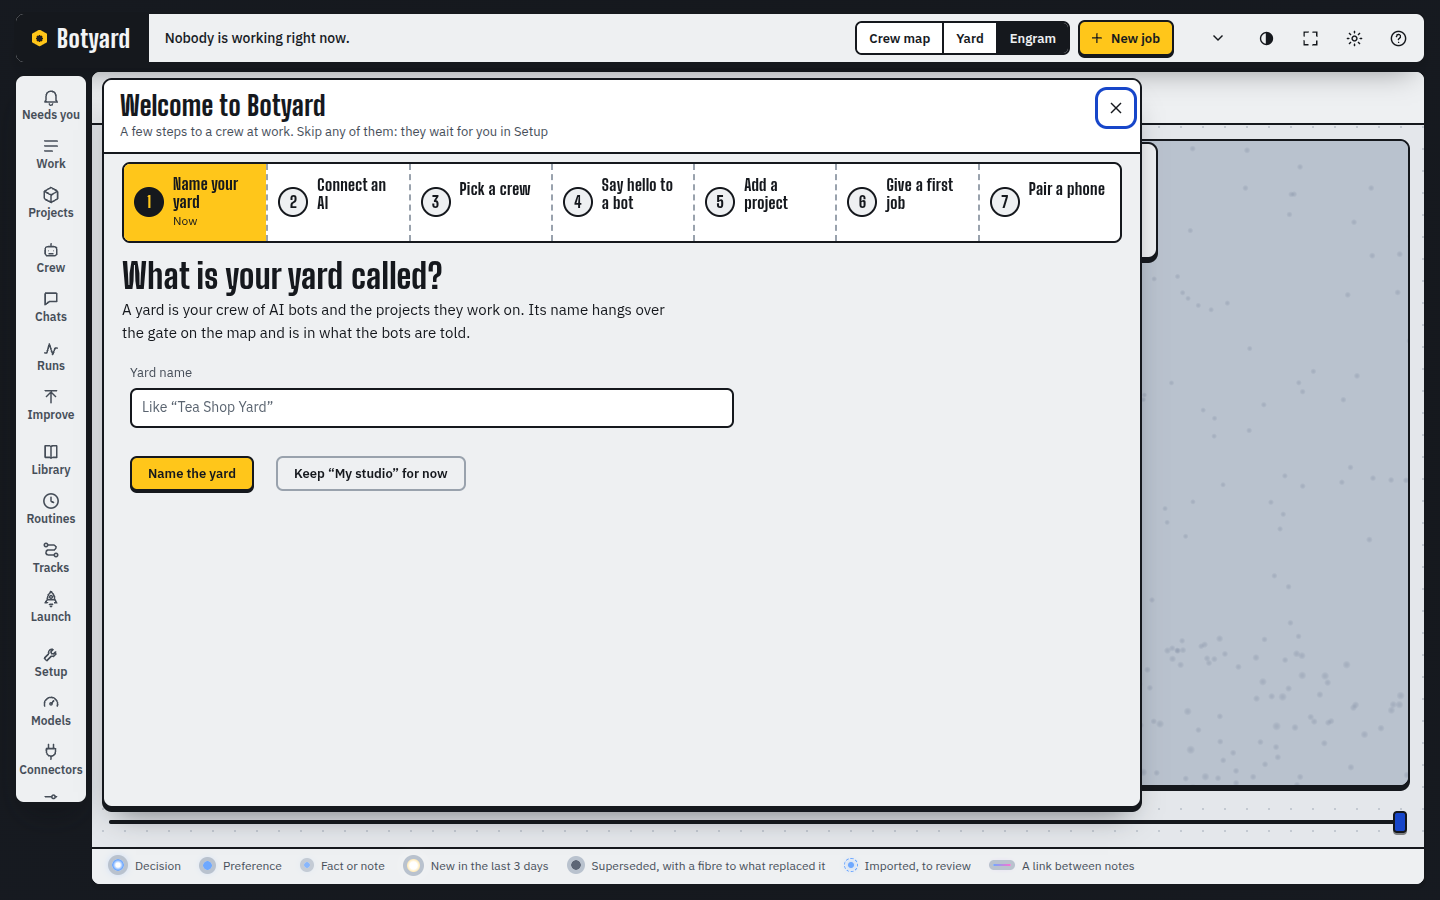 Botyard
Nobody is working right now.
Crew map
Yard
Engram
New job
Needs you
Work
Projects
Crew
Chats
Runs
Improve
Library
Routines
Tracks
Launch
Setup
Models
Connectors
Welcome to Botyard
A few steps to a crew at work. Skip any of them: they wait for you in Setup
1
Name your
yard
Now
2
Connect an
AI
3
Pick a crew
4
Say hello to
a bot
5
Add a
project
6
Give a first
job
7
Pair a phone
What is your yard called?
A yard is your crew of AI bots and the projects they work on. Its name hangs over
the gate on the map and is in what the bots are told.
Yard name
Like “Tea Shop Yard”
Name the yard
Keep “My studio” for now
Decision
Preference
Fact or note
New in the last 3 days
Superseded, with a fibre to what replaced it
Imported, to review
A link between notes